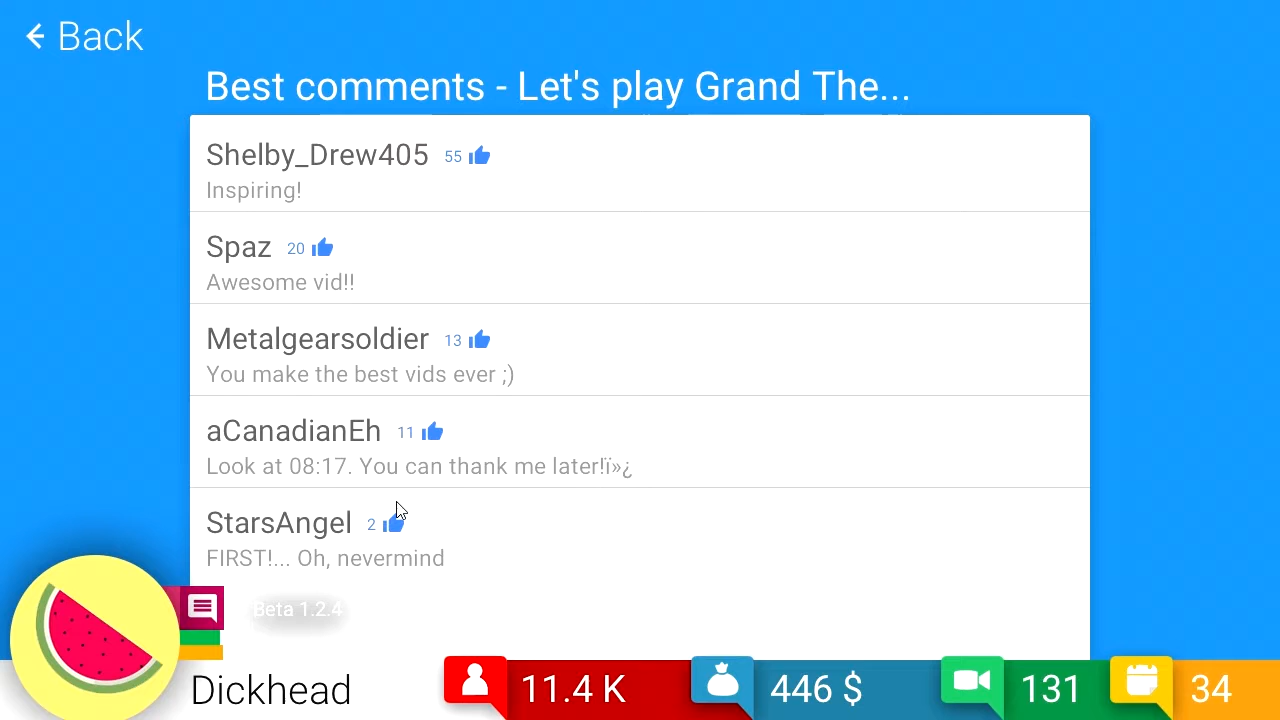 Back
Best comments - Let's play Grand The...
Shelby_Drew405 55
Inspiring!
Spaz 20
Awesome vid!!
Metalgearsoldier 13
You make the best vids ever ;)
aCanadianEh 11
Look at 08:17. You can thank me later!ï»¿
StarsAngel 2
FIRST!... Oh, nevermind
Beta 1.2.4
Dickhead 11.4 K 446 $ 131 34